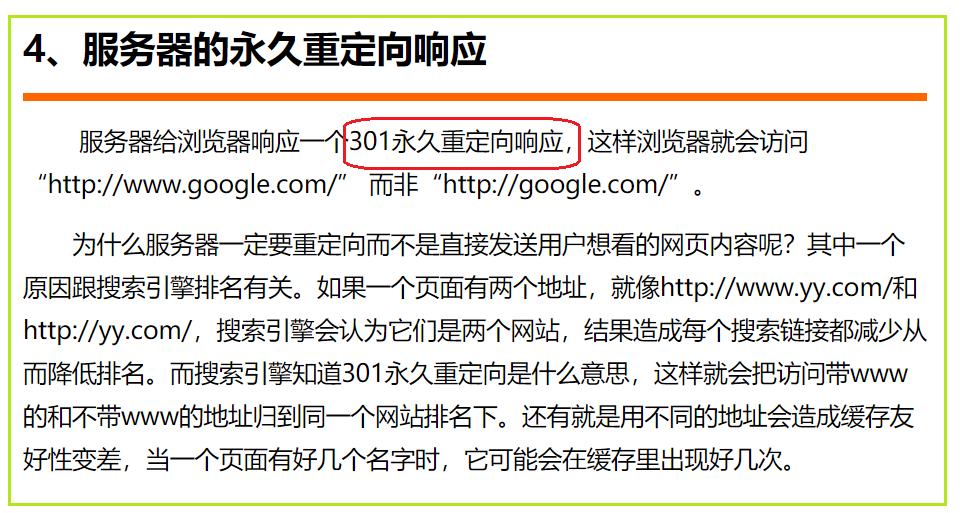 4、服务器的永久重定向响应
服务器给浏览器响应一个301永久重定向响应，这样浏览器就会访问
“http://www.google.com/” 而非“http://google.com/”。
为什么服务器一定要重定向而不是直接发送用户想看的网页内容呢？其中一个
原因跟搜索引擎排名有关。如果一个页面有两个地址，就像http://www.yy.com/和
http://yy.com/，搜索引擎会认为它们是两个网站，结果造成每个搜索链接都减少从
而降低排名。而搜索引擎知道301永久重定向是什么意思，这样就会把访问带www
的和不带www的地址归到同一个网站排名下。还有就是用不同的地址会造成缓存友
好性变差，当一个页面有好几个名字时，它可能会在缓存里出现好几次。